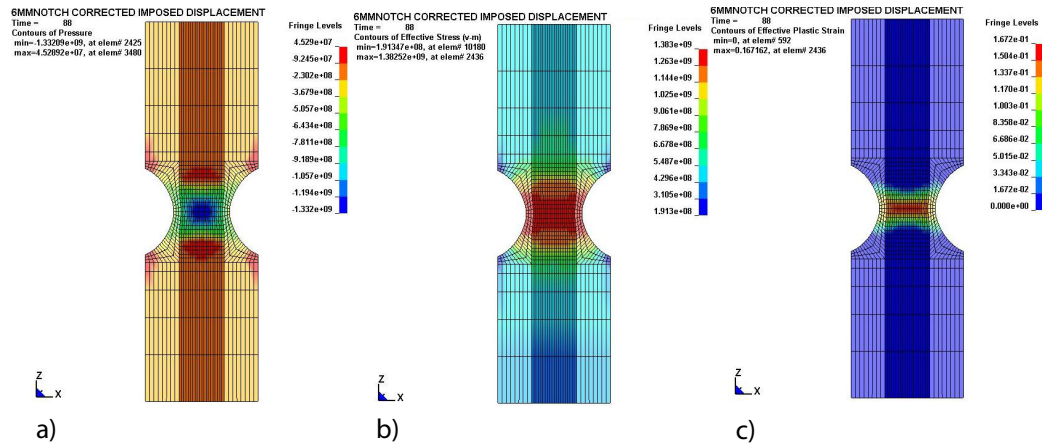 6MMNOTCH CORRECTED IMPOSED DISPLACEMENT
Time = 88
Contours of Pressure
min=-1.33209e+09, at elem# 2425
max=4.52892e+07, at elem# 3480
Fringe Levels
4.529e+07
-9.245e+07
-2.302e+08
-3.679e+08
-5.057e+08
-6.434e+08
-7.811e+08
-9.189e+08
-1.057e+09
-1.194e+09
-1.332e+09
Z
X
a)
6MMNOTCH CORRECTED IMPOSED DISPLACEMENT
Time = 88
Contours of Effective Stress (v-m)
min=1.91347e+08, at elem# 10180
max=1.38252e+09, at elem# 2436
Fringe Levels
1.383e+09
1.263e+09
1.144e+09
1.025e+09
9.061e+08
7.869e+08
6.678e+08
5.487e+08
4.296e+08
3.105e+08
1.913e+08
Z
X
b)
6MMNOTCH CORRECTED IMPOSED DISPLACEMENT
Time = 88
Contours of Effective Plastic Strain
min=0, at elem# 592
max=0.167162, at elem# 2436
Fringe Levels
1.672e-01
1.504e-01
1.337e-01
1.170e-01
1.003e-01
8.358e-02
6.686e-02
5.015e-02
3.343e-02
1.672e-02
0.000e+00
Z
X
c)